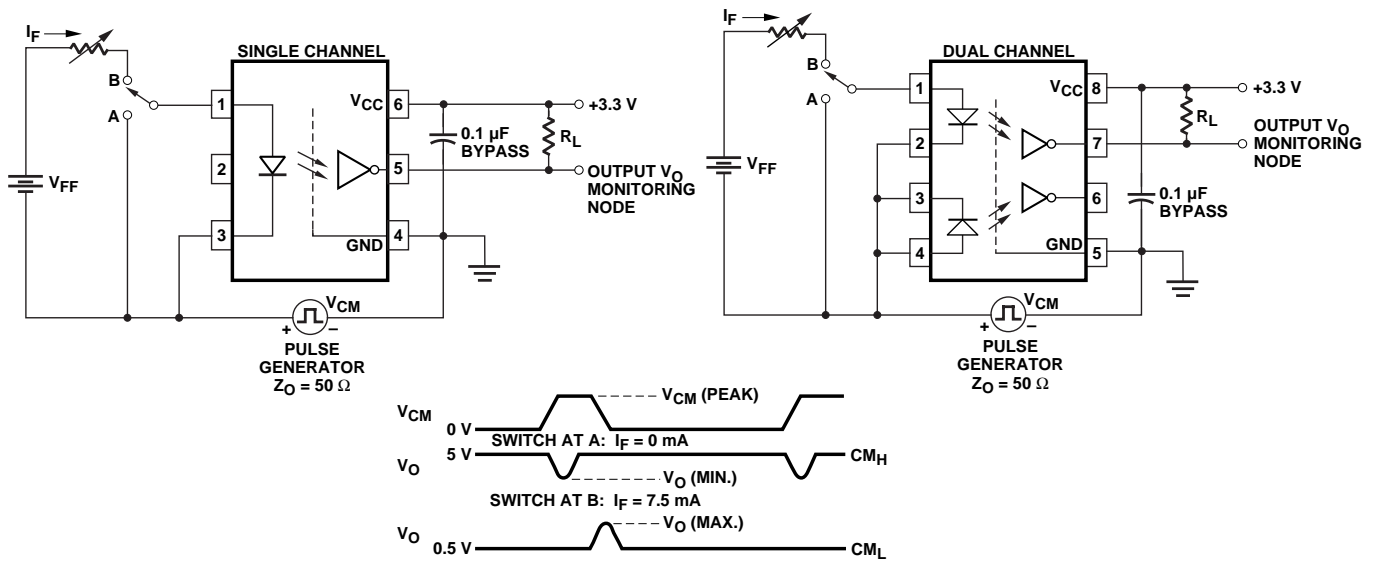 SINGLE CHANNEL
I_F
B
A
V_FF
1
2
3
V_CC 6
5
GND 4
+3.3 V
0.1 µF
BYPASS
R_L
OUTPUT V_O
MONITORING
NODE
V_CM
+ –
PULSE
GENERATOR
Z_O = 50 Ω
DUAL CHANNEL
I_F
B
A
V_FF
1
2
3
4
V_CC 8
7
6
GND 5
+3.3 V
R_L
OUTPUT V_O
MONITORING
NODE
0.1 µF
BYPASS
V_CM
+ –
PULSE
GENERATOR
Z_O = 50 Ω
V_CM (PEAK)
V_CM
0 V
SWITCH AT A: I_F = 0 mA
V_O 5 V CM_H
V_O (MIN.)
SWITCH AT B: I_F = 7.5 mA
V_O (MAX.)
V_O 0.5 V CM_L